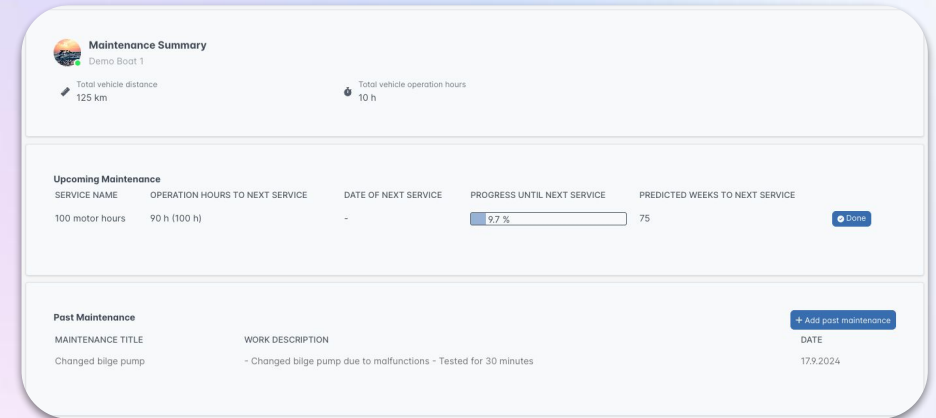 Maintenance Summary
Demo Boat 1
Total vehicle distance
125 km
Total vehicle operation hours
10 h
Upcoming Maintenance
SERVICE NAME OPERATION HOURS TO NEXT SERVICE DATE OF NEXT SERVICE PROGRESS UNTIL NEXT SERVICE PREDICTED WEEKS TO NEXT SERVICE
100 motor hours 90 h (100 h) - 9.7 % 75 Done
Past Maintenance
+ Add past maintenance
MAINTENANCE TITLE WORK DESCRIPTION DATE
Changed bilge pump - Changed bilge pump due to malfunctions - Tested for 30 minutes 17.9.2024